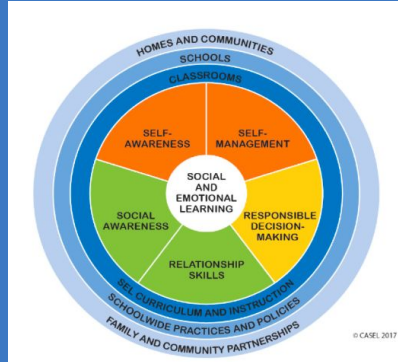 HOMES AND COMMUNITIES
SCHOOLS
CLASSROOMS
SELF-
AWARENESS
SELF-
MANAGEMENT
SOCIAL
AND
EMOTIONAL
LEARNING
SOCIAL
AWARENESS
RESPONSIBLE
DECISION-
MAKING
RELATIONSHIP
SKILLS
SEL CURRICULUM AND INSTRUCTION
SCHOOLWIDE PRACTICES AND POLICIES
FAMILY AND COMMUNITY PARTNERSHIPS
© CASEL 2017